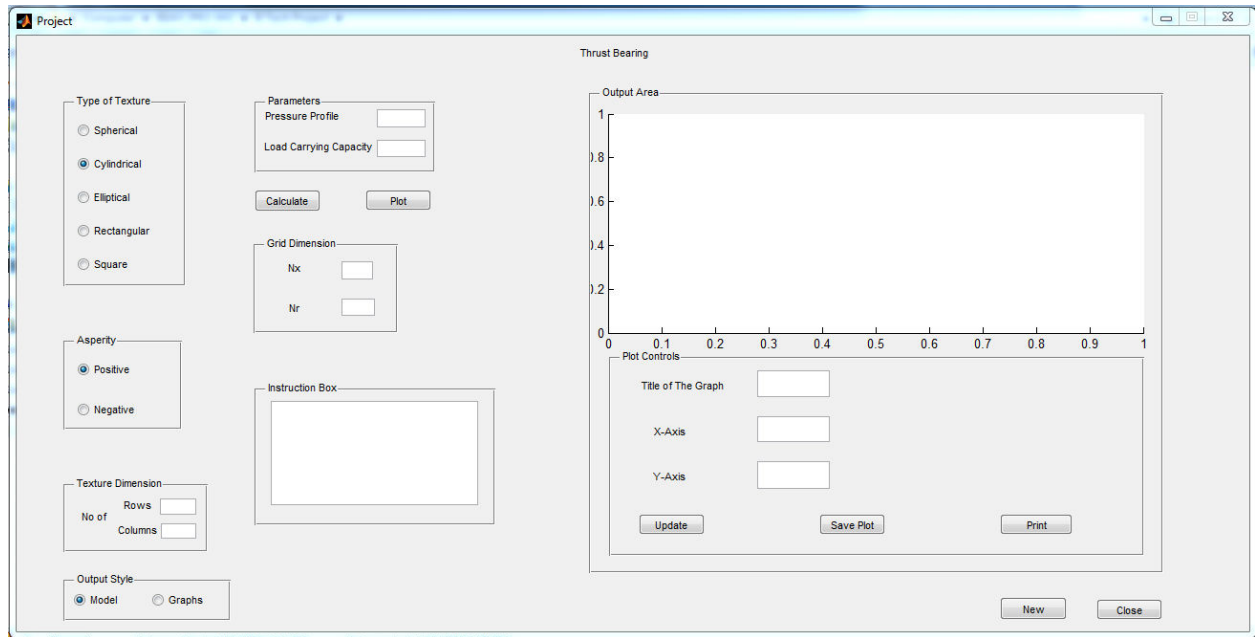 Project
Thrust Bearing
Type of Texture
Spherical
Cylindrical
Elliptical
Rectangular
Square
Asperity
Positive
Negative
Texture Dimension
No of
Rows
Columns
Output Style
Model
Graphs
Parameters
Pressure Profile
Load Carrying Capacity
Calculate
Plot
Grid Dimension
Nx
Nr
Instruction Box
Output Area
1
0.8
0.6
0.4
0.2
0
0 0.1 0.2 0.3 0.4 0.5 0.6 0.7 0.8 0.9 1
Plot Controls
Title of The Graph
X-Axis
Y-Axis
Update
Save Plot
Print
New
Close